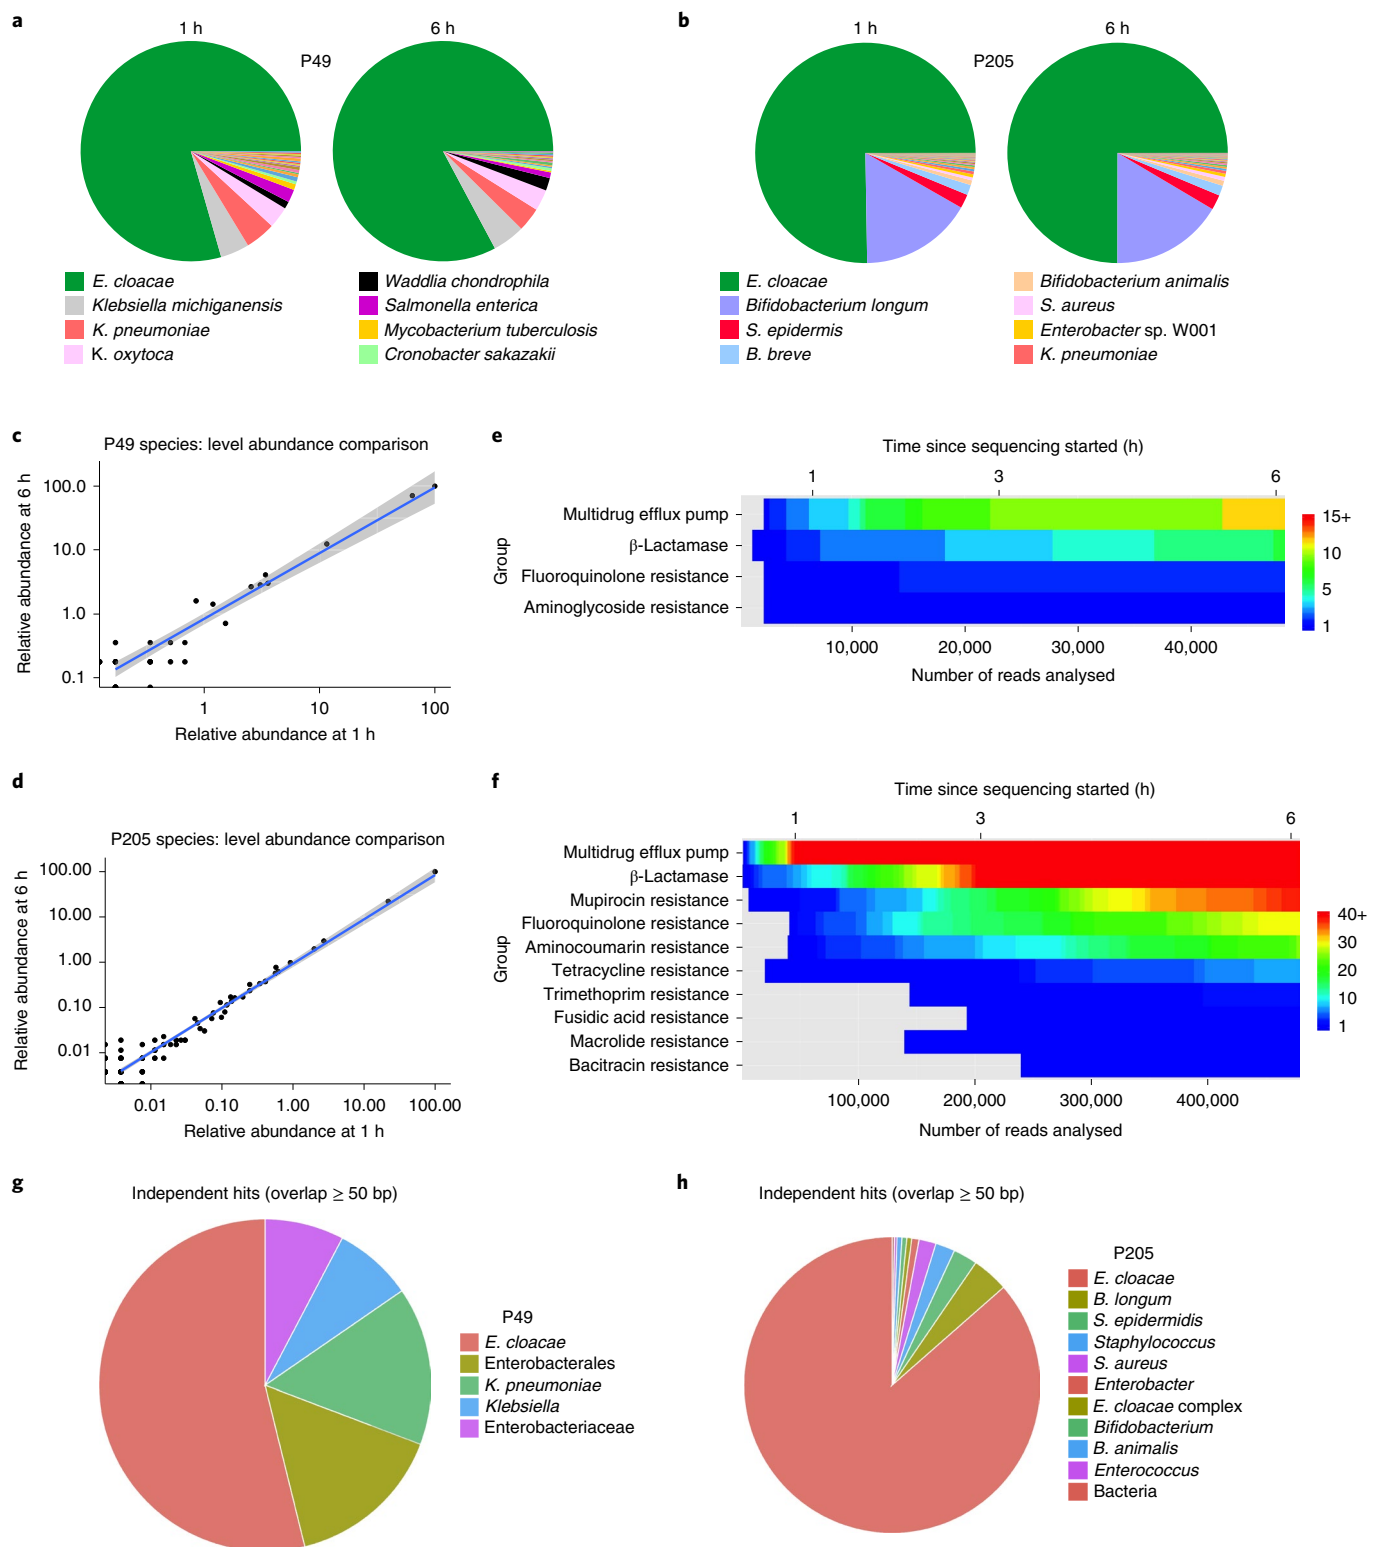 a
1 h
6 h
P49
E. cloacae
Klebsiella michiganensis
K. pneumoniae
K. oxytoca
Waddlia chondrophila
Salmonella enterica
Mycobacterium tuberculosis
Cronobacter sakazakii
b
1 h
6 h
P205
E. cloacae
Bifidobacterium longum
S. epidermis
B. breve
Bifidobacterium animalis
S. aureus
Enterobacter sp. W001
K. pneumoniae
c
P49 species: level abundance comparison
Relative abundance at 6 h
100.0
10.0
1.0
0.1
1
10
100
Relative abundance at 1 h
e
Time since sequencing started (h)
1
3
6
Group
Multidrug efflux pump
β-Lactamase
Fluoroquinolone resistance
Aminoglycoside resistance
10,000
20,000
30,000
40,000
Number of reads analysed
15+
10
5
1
d
P205 species: level abundance comparison
Relative abundance at 6 h
100.00
10.00
1.00
0.10
0.01
0.01
0.10
1.00
10.00
100.00
Relative abundance at 1 h
f
Time since sequencing started (h)
1
3
6
Group
Multidrug efflux pump
β-Lactamase
Mupirocin resistance
Fluoroquinolone resistance
Aminocoumarin resistance
Tetracycline resistance
Trimethoprim resistance
Fusidic acid resistance
Macrolide resistance
Bacitracin resistance
100,000
200,000
300,000
400,000
Number of reads analysed
40+
30
20
10
1
g
Independent hits (overlap ≥ 50 bp)
P49
E. cloacae
Enterobacterales
K. pneumoniae
Klebsiella
Enterobacteriaceae
h
Independent hits (overlap ≥ 50 bp)
P205
E. cloacae
B. longum
S. epidermidis
Staphylococcus
S. aureus
Enterobacter
E. cloacae complex
Bifidobacterium
B. animalis
Enterococcus
Bacteria